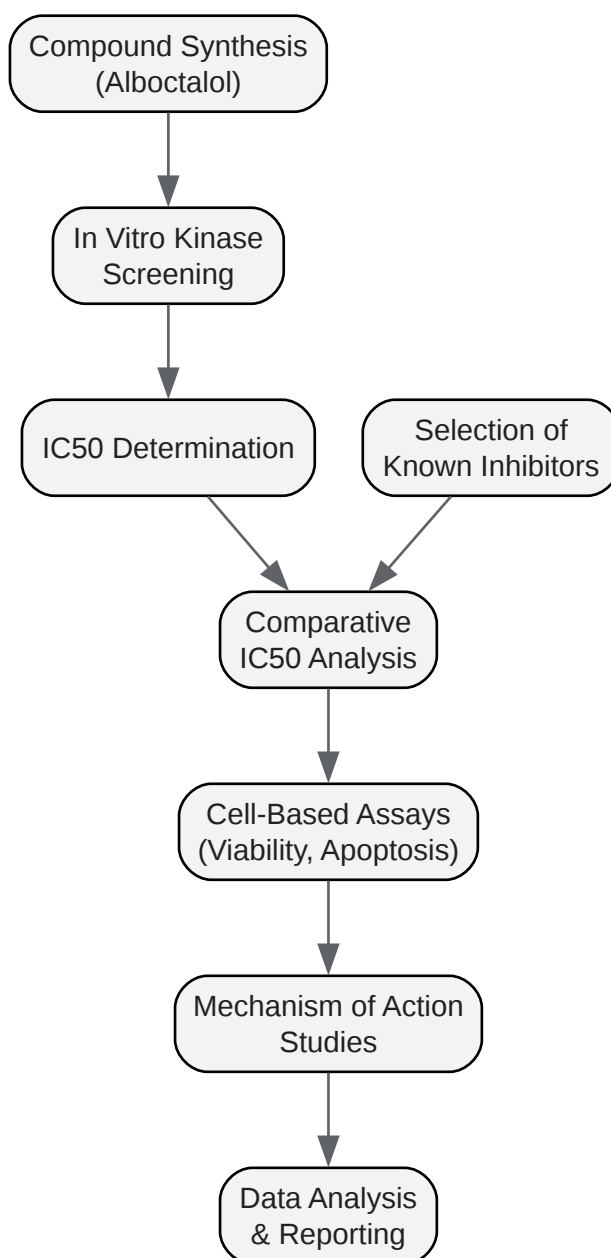 Compound Synthesis
(Alboctalol)
In Vitro Kinase
Screening
IC50 Determination
Selection of
Known Inhibitors
Comparative
IC50 Analysis
Cell-Based Assays
(Viability, Apoptosis)
Mechanism of Action
Studies
Data Analysis
& Reporting